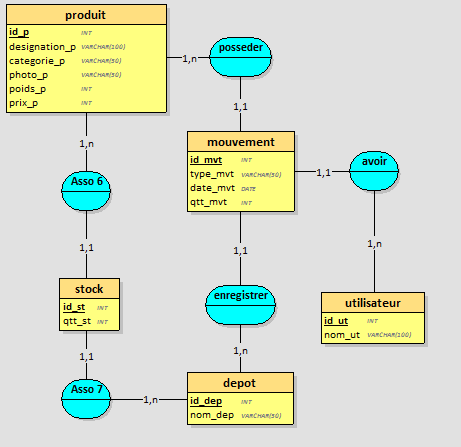 produit
id_p INT
designation_p VARCHAR(100)
categorie_p VARCHAR(50)
photo_p VARCHAR(50)
poids_p INT
prix_p INT
1,n
posseder
1,1
1,n
mouvement
id_mvt INT
type_mvt VARCHAR(50)
date_mvt DATE
qtt_mvt INT
1,1
avoir
1,n
Asso 6
1,1
1,1
stock
id_st INT
qtt_st INT
enregistrer
utilisateur
id_ut INT
nom_ut VARCHAR(100)
1,1
1,n
Asso 7
1,n
depot
id_dep INT
nom_dep VARCHAR(50)